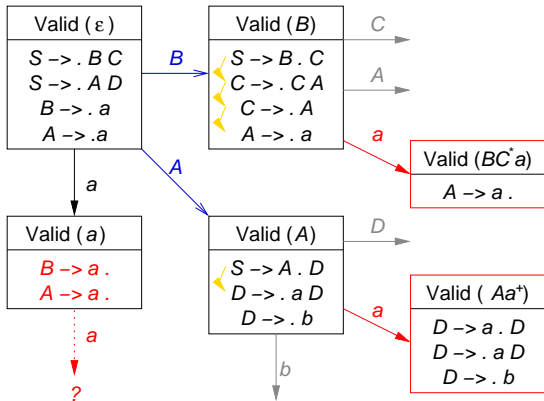 Valid (ε)
S −> . B C
S −> . A D
B −> . a
A −> .a
B
Valid (B)
S −> B . C
C −> . C A
C −> . A
A −> . a
C
A
a
Valid (BC*a)
A −> a .
a
A
Valid (a)
B −> a .
A −> a .
a
?
Valid (A)
S −> A . D
D −> . a D
D −> . b
D
a
b
Valid ( Aa⁺)
D −> a . D
D −> . a D
D −> . b